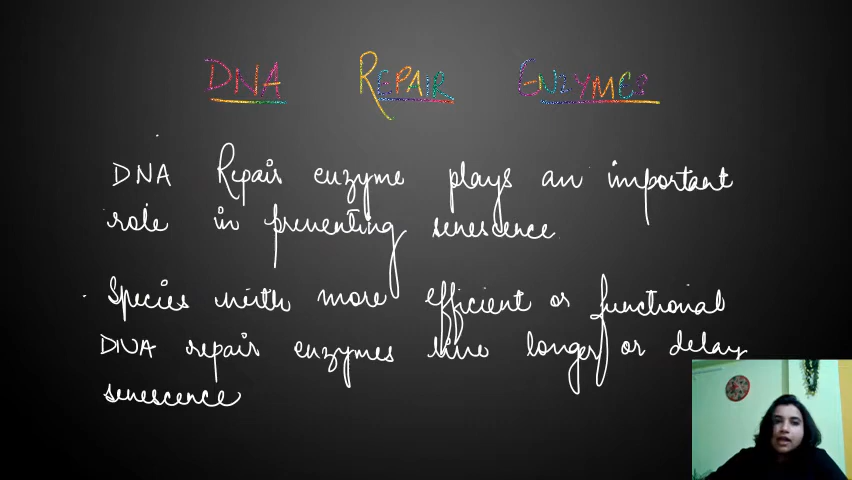 DNA REPAIR ENZYMES
DNA Repair enzyme plays an important
role in preventing senescence.
Species with more efficient or functional
DNA repair enzymes live longer or delay
senescence